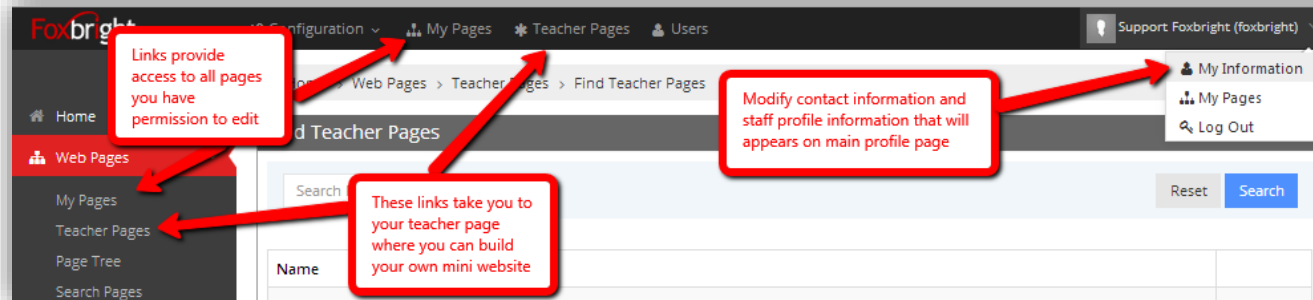 Foxbright
Configuration
My Pages
Teacher Pages
Users
Support Foxbright (foxbright)
Links provide
access to all pages
you have
permission to edit
Web Pages > Teacher Pages > Find Teacher Pages
Modify contact information and
staff profile information that will
appears on main profile page
My Information
My Pages
Log Out
Home
Teacher Pages
Web Pages
Search
Reset
Search
My Pages
These links take you to
your teacher page
where you can build
your own mini website
Teacher Pages
Page Tree
Name
Search Pages